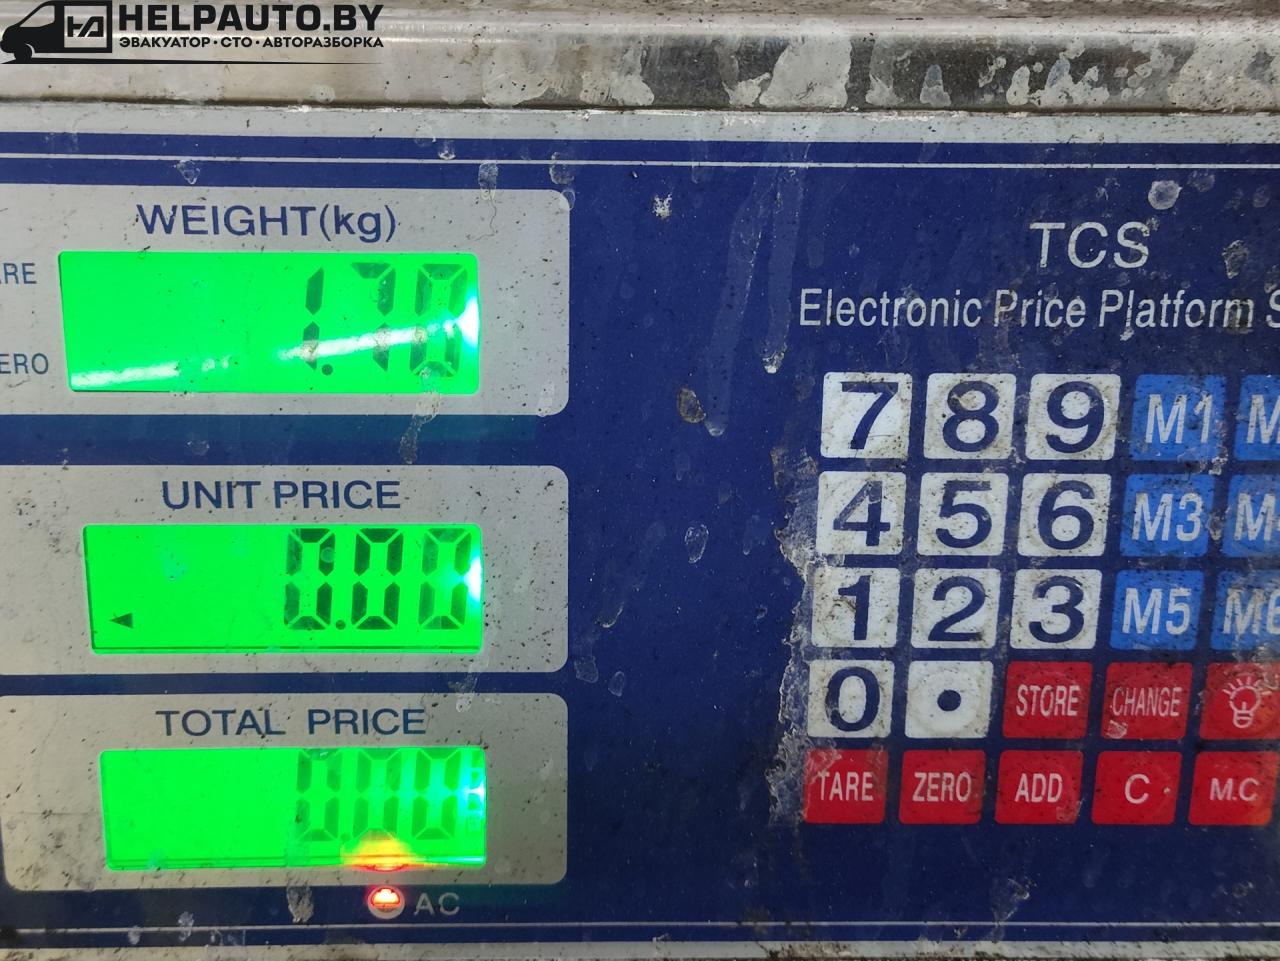 HELPAUTO.BY
ЭВАКУАТОР · СТО · АВТОРАЗБОРКА
WEIGHT(kg)
1.70
UNIT PRICE
0.00
TOTAL PRICE
0.00
AC
TCS
Electronic Price Platform
7 8 9 M1
4 5 6 M3
1 2 3 M5 M6
0 . STORE CHANGE
TARE ZERO ADD C M.C